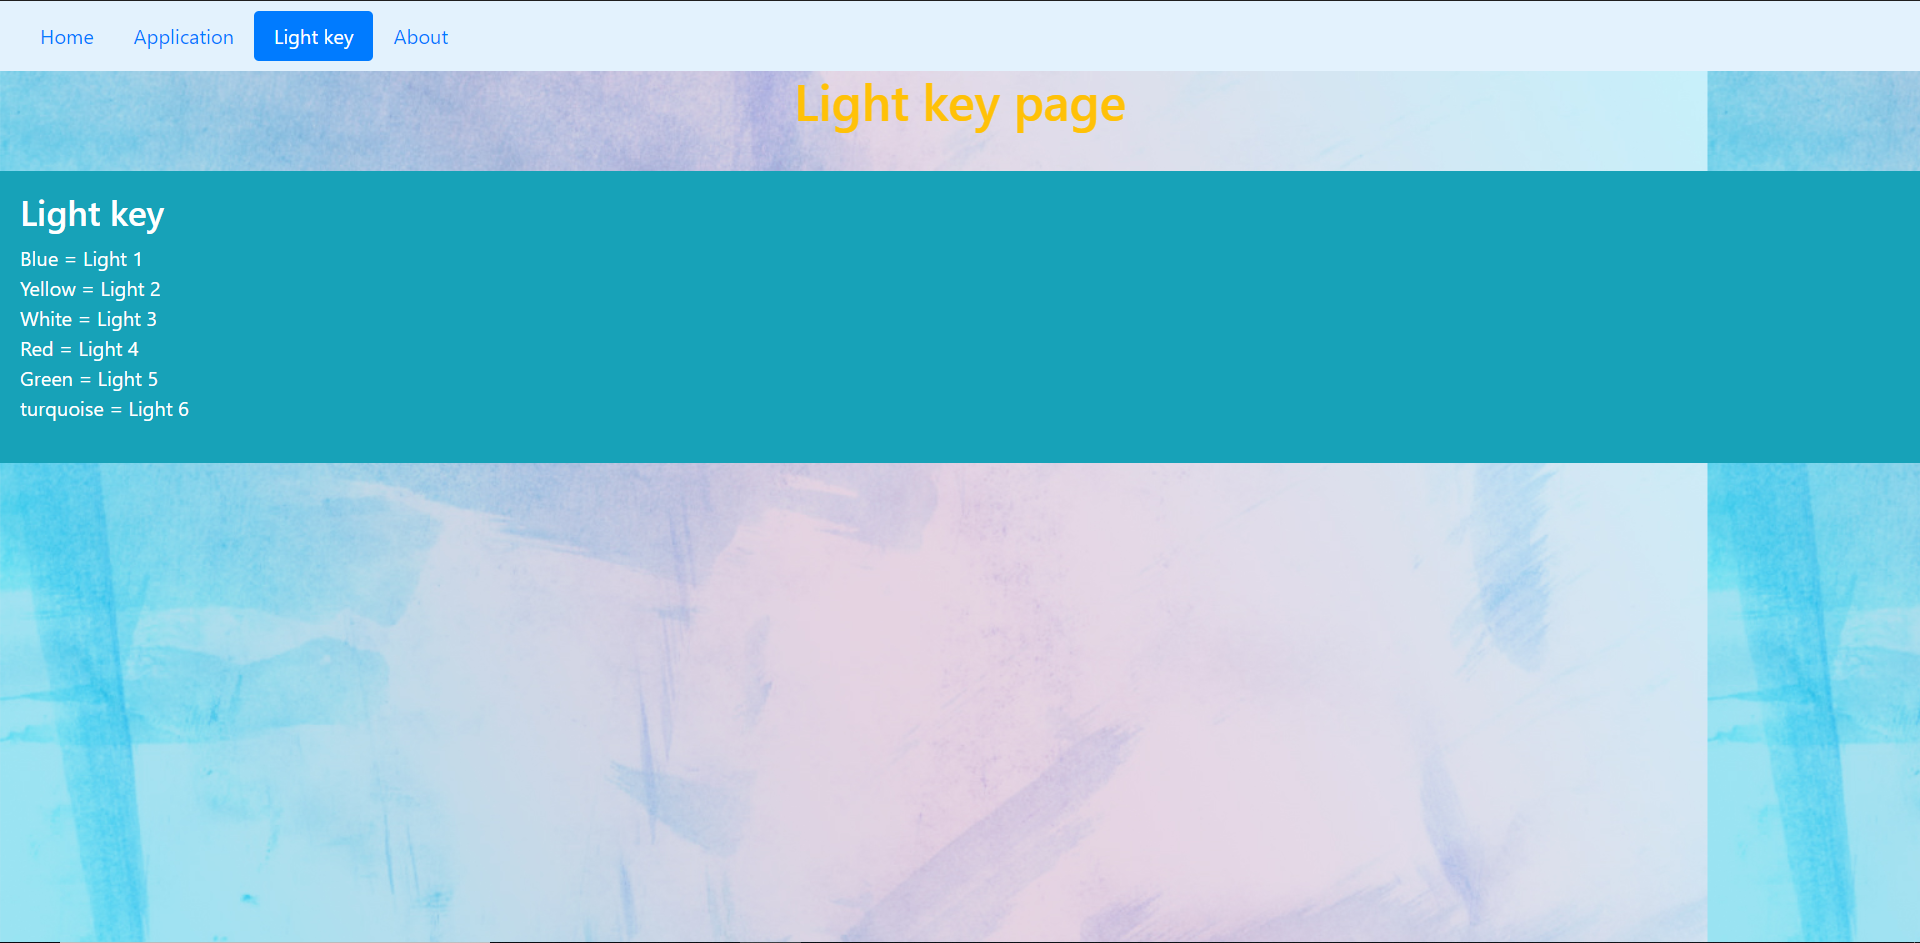 Home Application Light key About
Light key page
Light key
Blue = Light 1
Yellow = Light 2
White = Light 3
Red = Light 4
Green = Light 5
turquoise = Light 6